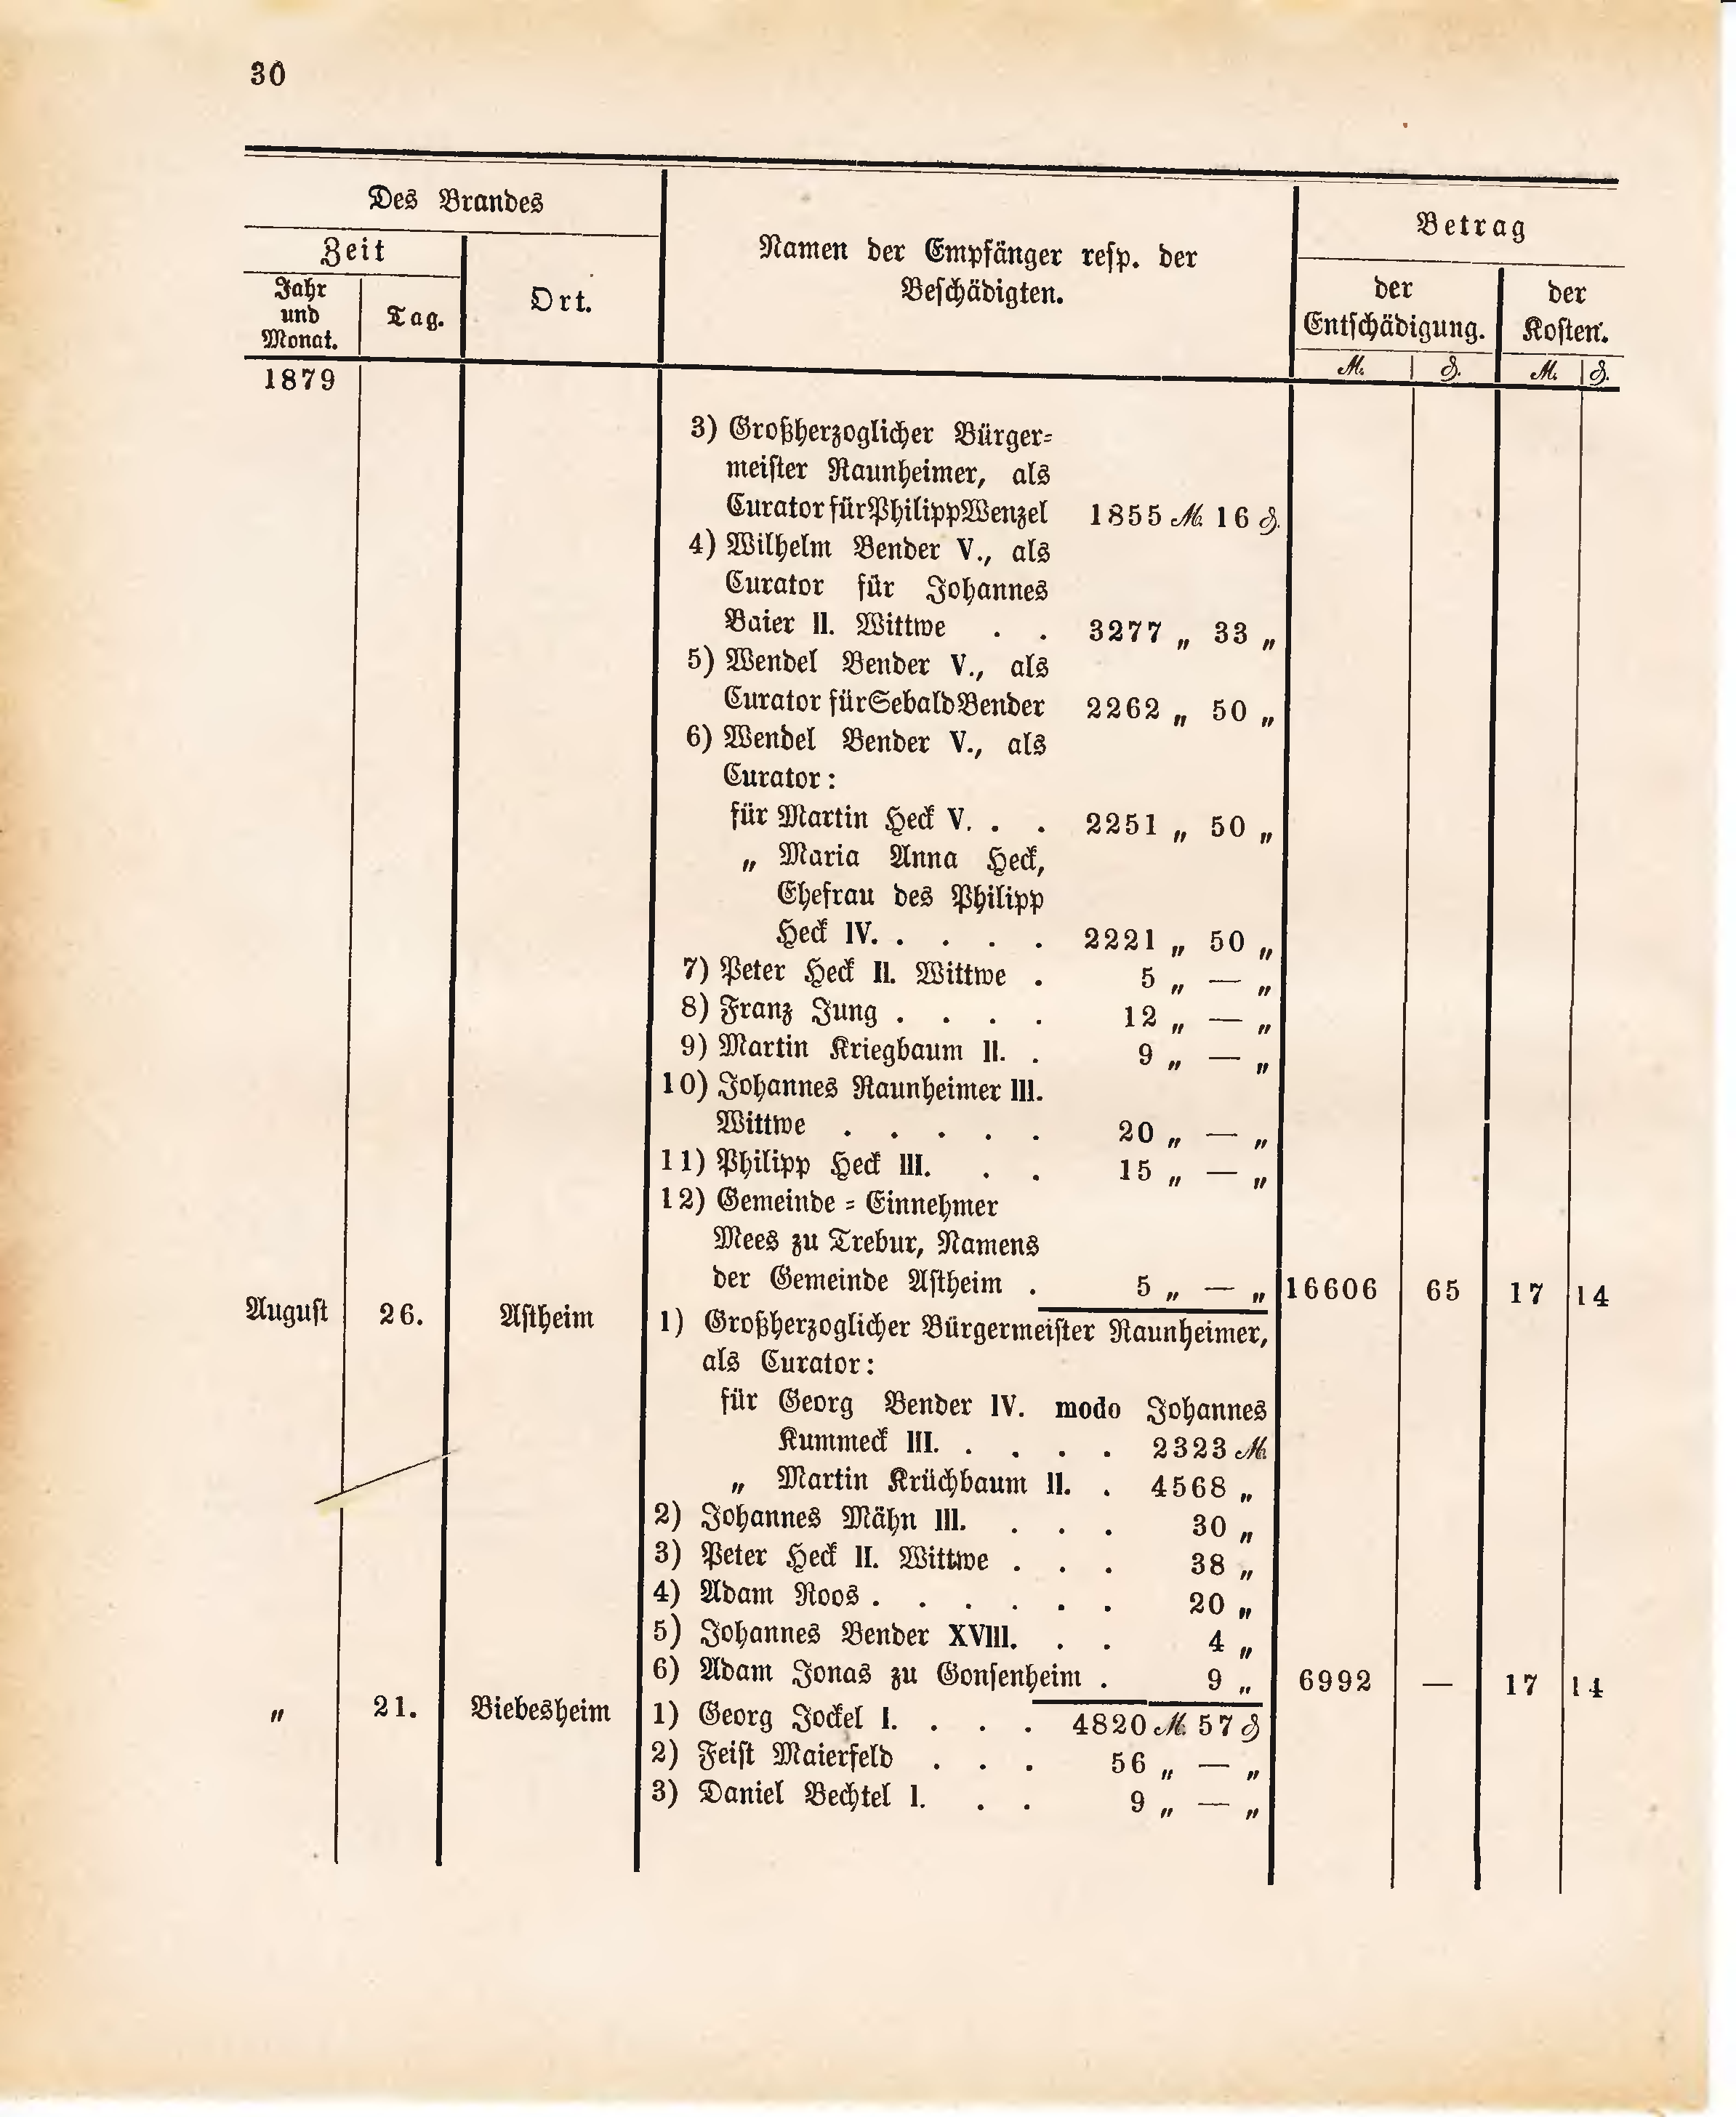 30
Des Brandes
Zeit
Jahr
und
Monat.
Tag.
Ort.
Namen der Empfänger resp. der
Beschädigten.
Betrag
der
Entschädigung.
der
Kosten.
ℳ. ₰. ℳ. ₰.
1879
3) Großherzoglicher Bürger-
meister Raunheimer, als
Curator für Philipp Wenzel 1855 ℳ. 16 ₰.
4) Wilhelm Bender V., als
Curator für Johannes
Baier II. Wittwe . . 3277 „ 33 „
5) Wendel Bender V., als
Curator für Sebald Bender 2262 „ 50 „
6) Wendel Bender V., als
Curator:
für Martin Heck V. . . 2251 „ 50 „
„ Maria Anna Heck,
Ehefrau des Philipp
Heck IV. . . . . 2221 „ 50 „
7) Peter Heck II. Wittwe . 5 „ — „
8) Franz Jung . . . . 12 „ — „
9) Martin Kriegbaum II. . 9 „ — „
10) Johannes Raunheimer III.
Wittwe . . . . . 20 „ — „
11) Philipp Heck III. . . 15 „ — „
12) Gemeinde-Einnehmer
Mees zu Trebur, Namens
der Gemeinde Astheim . 5 „ — „ 16606 65 17 14
August 26. Astheim 1) Großherzoglicher Bürgermeister Raunheimer,
als Curator:
für Georg Bender IV. modo Johannes
Kummeck III. . . . . 2323 ℳ.
„ Martin Krüchbaum II. . 4568 „
2) Johannes Mähn III. . . . 30 „
3) Peter Heck II. Wittwe . . . 38 „
4) Adam Roos . . . . . . 20 „
5) Johannes Bender XVIII. . . 4 „
6) Adam Jonas zu Gonsenheim . 9 „ 6992 — 17 14
„ 21. Biebesheim 1) Georg Jockel I. . . . 4820 ℳ. 57 ₰
2) Feist Maierfeld . . . 56 „ — „
3) Daniel Bechtel I. . . 9 „ — „